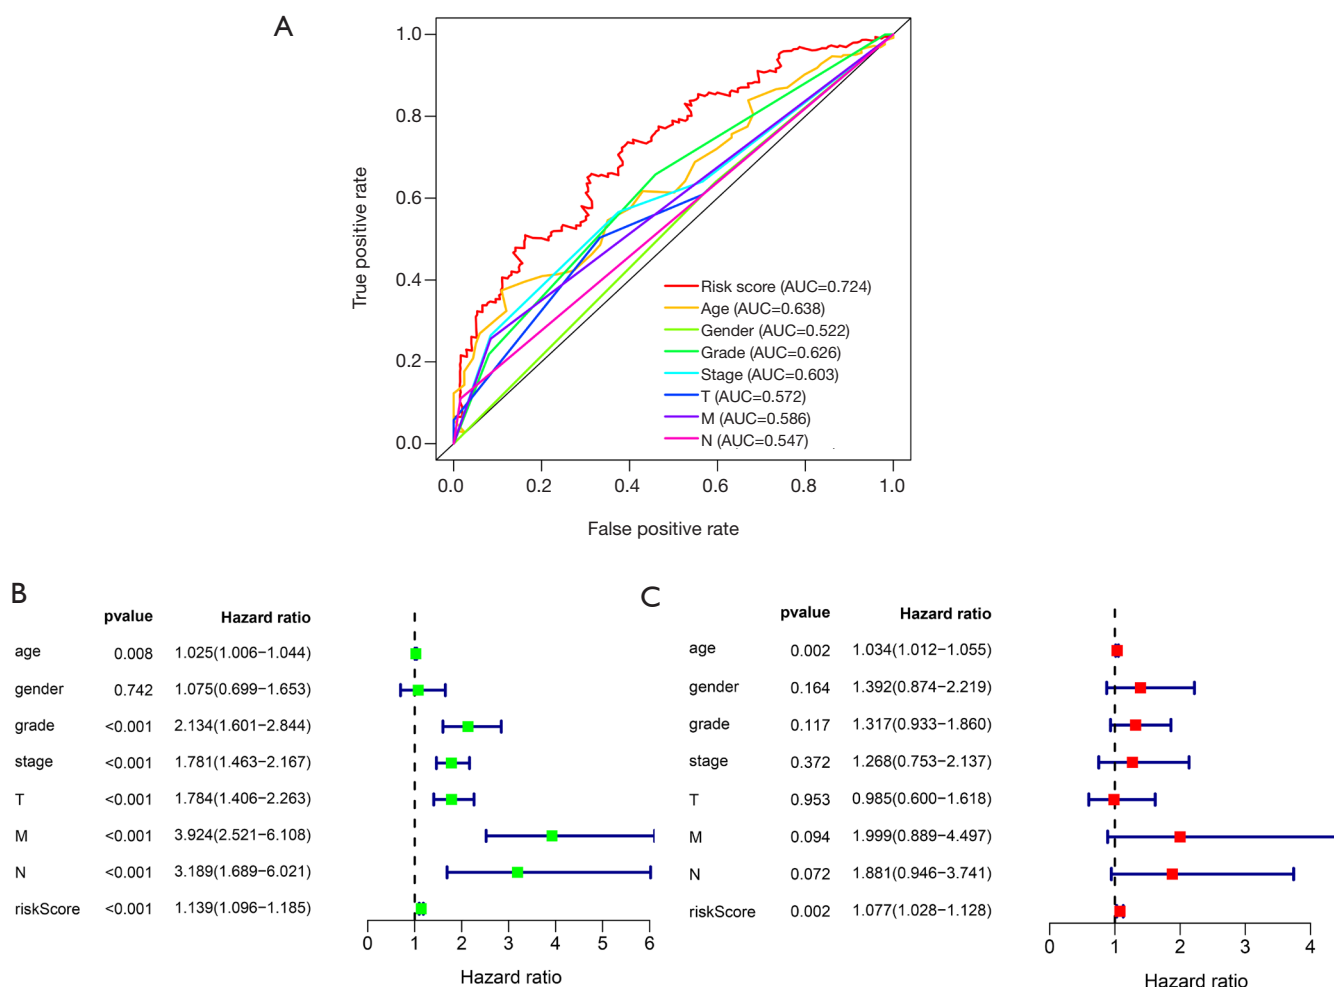 A
True positive rate
1.0
0.8
0.6
0.4
0.2
0.0
Risk score (AUC=0.724)
Age (AUC=0.638)
Gender (AUC=0.522)
Grade (AUC=0.626)
Stage (AUC=0.603)
T (AUC=0.572)
M (AUC=0.586)
N (AUC=0.547)
0.0 0.2 0.4 0.6 0.8 1.0
False positive rate
B
pvalue Hazard ratio
age 0.008 1.025(1.006−1.044)
gender 0.742 1.075(0.699−1.653)
grade <0.001 2.134(1.601−2.844)
stage <0.001 1.781(1.463−2.167)
T <0.001 1.784(1.406−2.263)
M <0.001 3.924(2.521−6.108)
N <0.001 3.189(1.689−6.021)
riskScore <0.001 1.139(1.096−1.185)
0 1 2 3 4 5 6
Hazard ratio
C
pvalue Hazard ratio
age 0.002 1.034(1.012−1.055)
gender 0.164 1.392(0.874−2.219)
grade 0.117 1.317(0.933−1.860)
stage 0.372 1.268(0.753−2.137)
T 0.953 0.985(0.600−1.618)
M 0.094 1.999(0.889−4.497)
N 0.072 1.881(0.946−3.741)
riskScore 0.002 1.077(1.028−1.128)
0 1 2 3 4
Hazard ratio